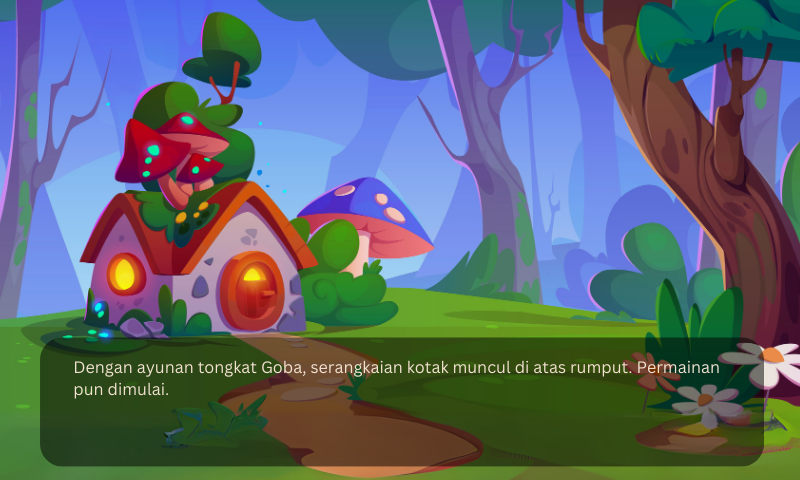 Dengan ayunan tongkat Goba, serangkaian kotak muncul di atas rumput. Permainan
pun dimulai.